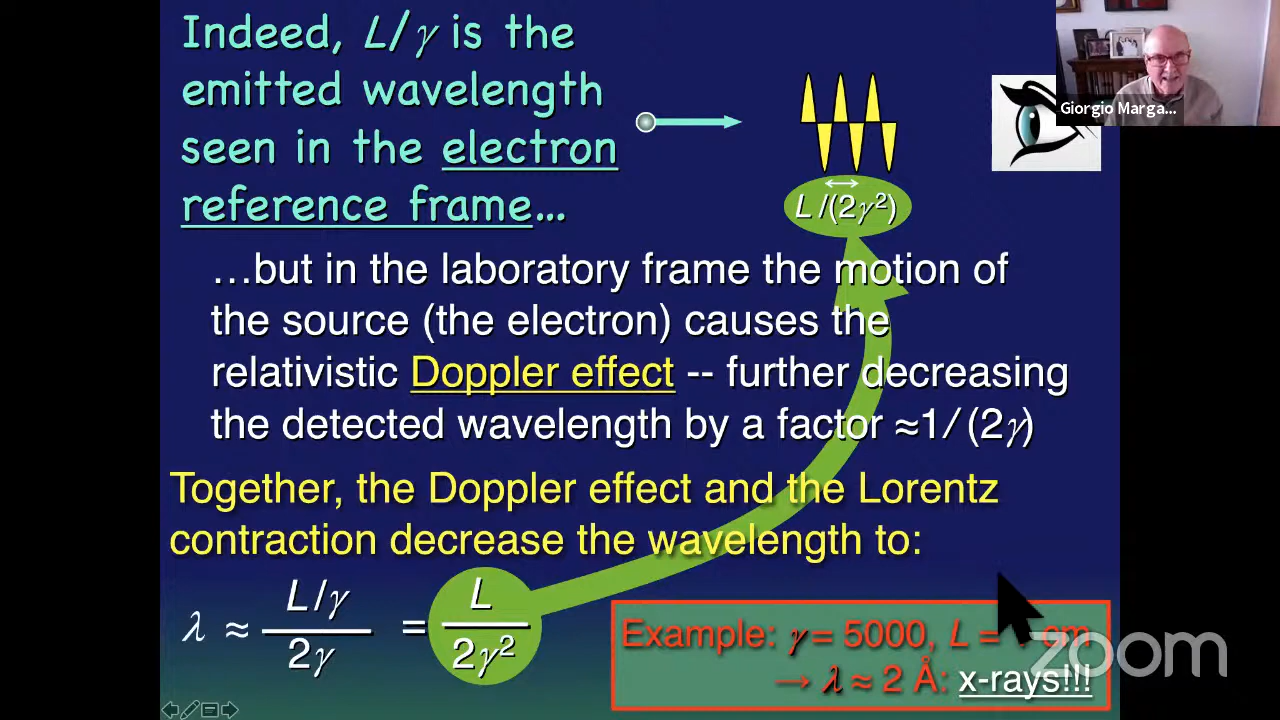 Indeed, L/γ is the
emitted wavelength
seen in the electron
reference frame…
Giorgio Marga...
L/(2γ²)
…but in the laboratory frame the motion of
the source (the electron) causes the
relativistic Doppler effect -- further decreasing
the detected wavelength by a factor ≈1/(2γ)
Together, the Doppler effect and the Lorentz
contraction decrease the wavelength to:
λ ≈ L/γ / 2γ = L / 2γ²
Example: γ = 5000, L = cm
→ λ ≈ 2 Å: x-rays!!!
zoom